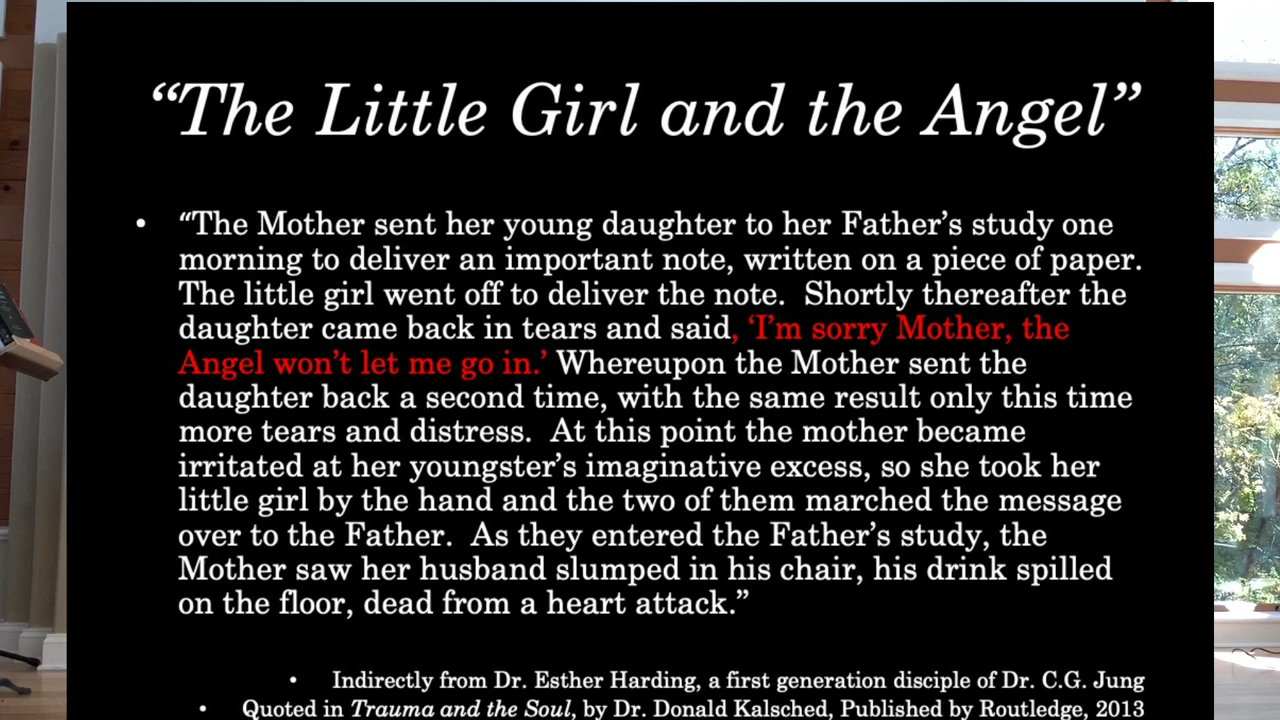 “The Little Girl and the Angel”
• “The Mother sent her young daughter to her Father’s study one
morning to deliver an important note, written on a piece of paper.
The little girl went off to deliver the note.  Shortly thereafter the
daughter came back in tears and said, ‘I’m sorry Mother, the
Angel won’t let me go in.’ Whereupon the Mother sent the
daughter back a second time, with the same result only this time
more tears and distress.  At this point the mother became
irritated at her youngster’s imaginative excess, so she took her
little girl by the hand and the two of them marched the message
over to the Father.  As they entered the Father’s study, the
Mother saw her husband slumped in his chair, his drink spilled
on the floor, dead from a heart attack.”
• Indirectly from Dr. Esther Harding, a first generation disciple of Dr. C.G. Jung
• Quoted in Trauma and the Soul, by Dr. Donald Kalsched, Published by Routledge, 2013